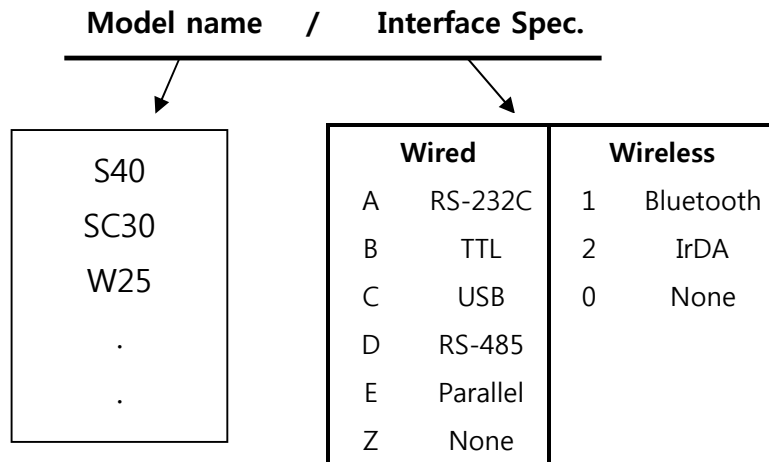 Model name / Interface Spec.
S40
SC30
W25
.
.
Wired Wireless
A RS-232C 1 Bluetooth
B TTL 2 IrDA
C USB 0 None
D RS-485
E Parallel
Z None